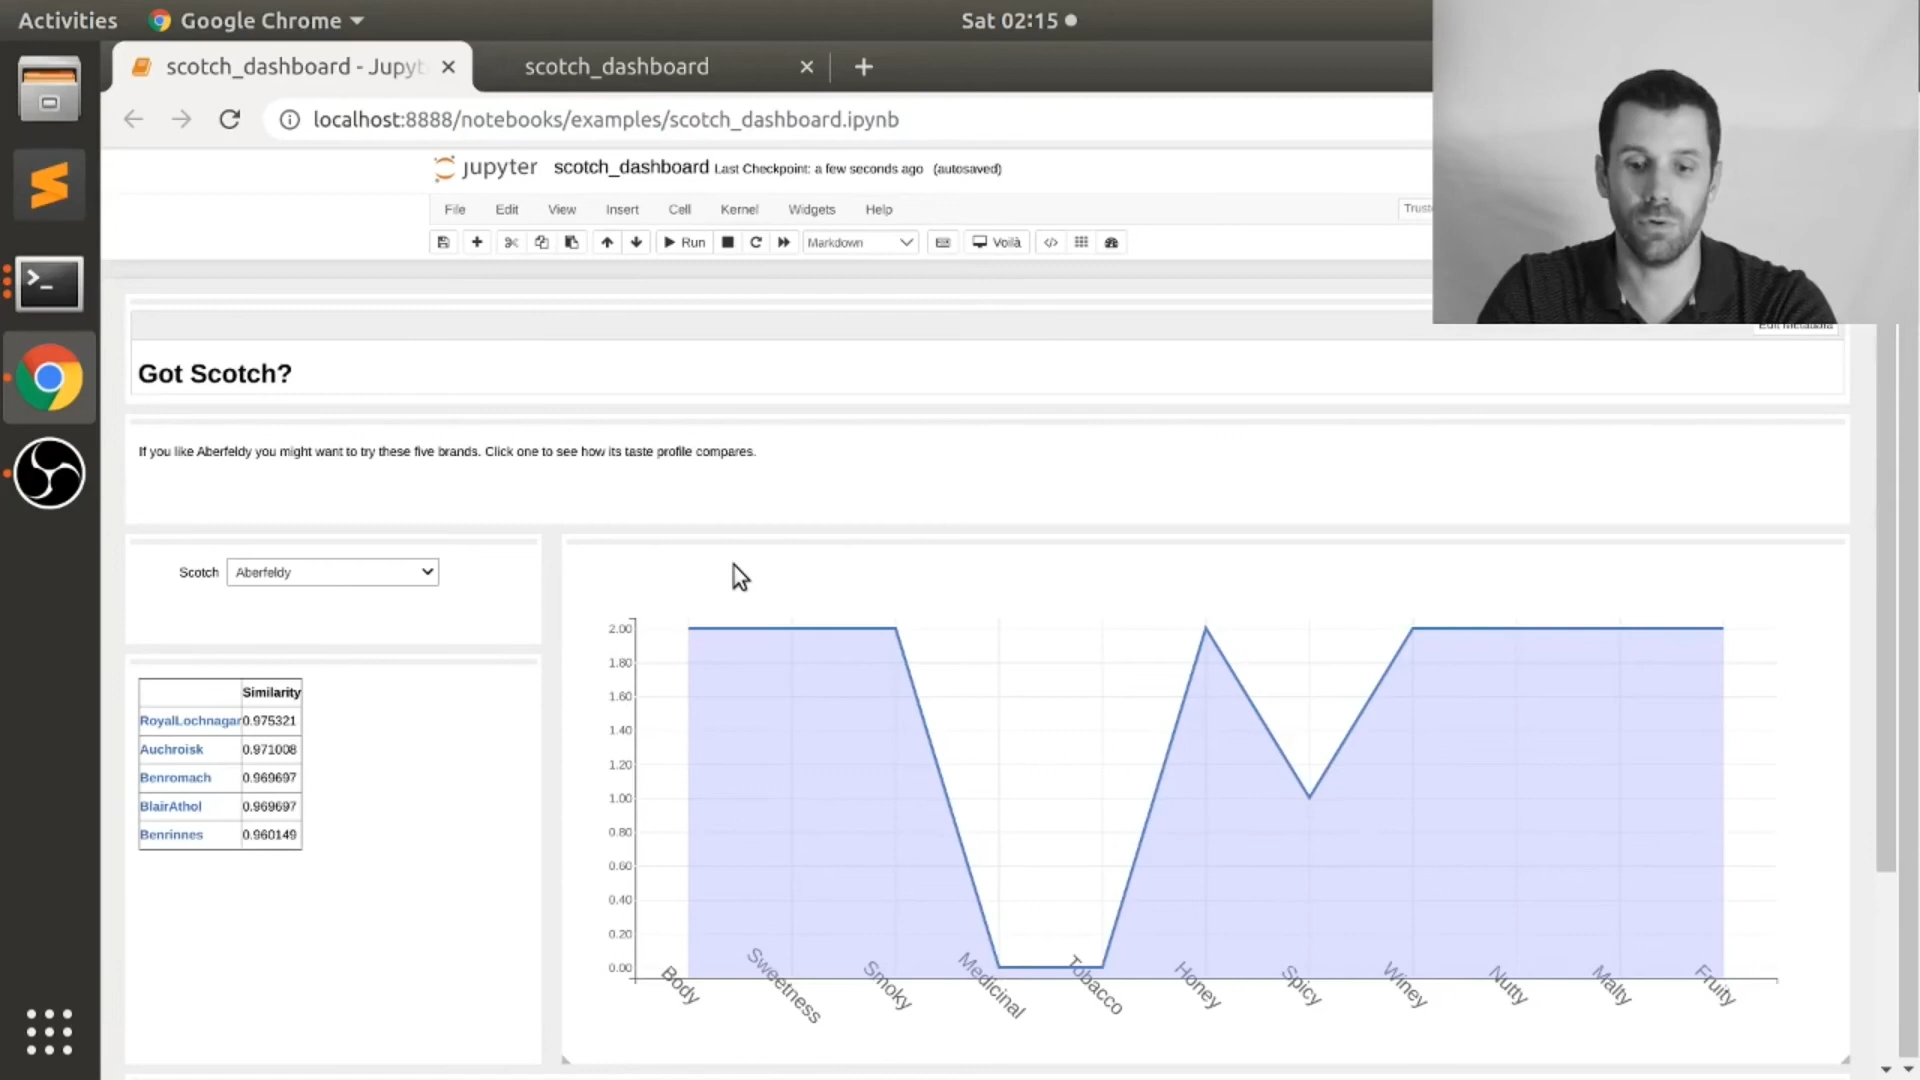 Activities
Google Chrome
Sat 02:15
scotch_dashboard - Jupyt
scotch_dashboard
localhost:8888/notebooks/examples/scotch_dashboard.ipynb
jupyter scotch_dashboard Last Checkpoint: a few seconds ago (autosaved)
File Edit View Insert Cell Kernel Widgets Help
Trust
Run
Markdown
Voilà
Edit Metadata
Got Scotch?
If you like Aberfeldy you might want to try these five brands. Click one to see how its taste profile compares.
Scotch Aberfeldy
Similarity
RoyalLochnagar 0.975321
Auchroisk 0.971008
Benromach 0.969697
BlairAthol 0.969697
Benrinnes 0.960149
2.00
1.80
1.60
1.40
1.20
1.00
0.80
0.60
0.40
0.20
0.00
Body
Sweetness
Smoky
Medicinal
Tobacco
Honey
Spicy
Winey
Nutty
Malty
Fruity